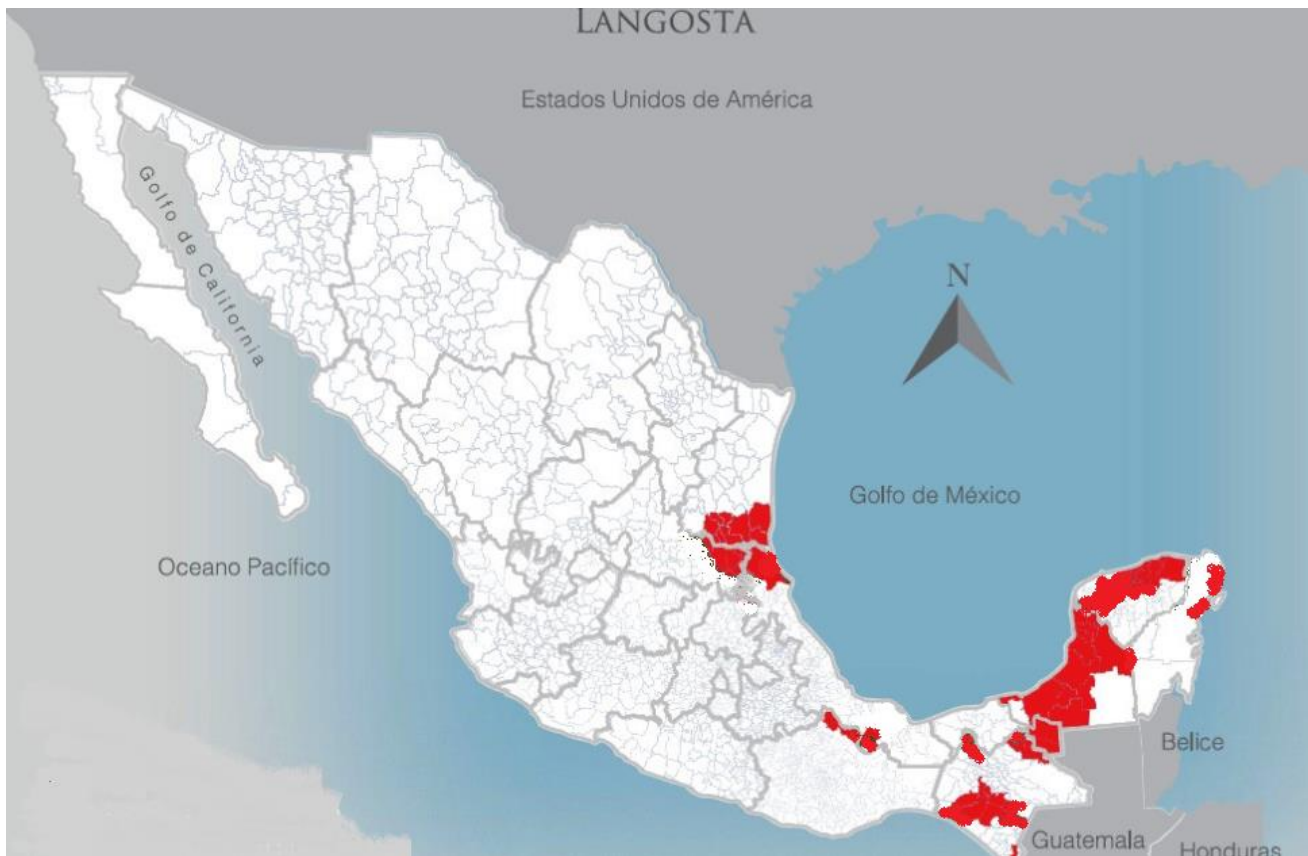 LANGOSTA
Estados Unidos de América
Golfo de California
N
Golfo de México
Oceano Pacífico
Belice
Guatemala
Honduras